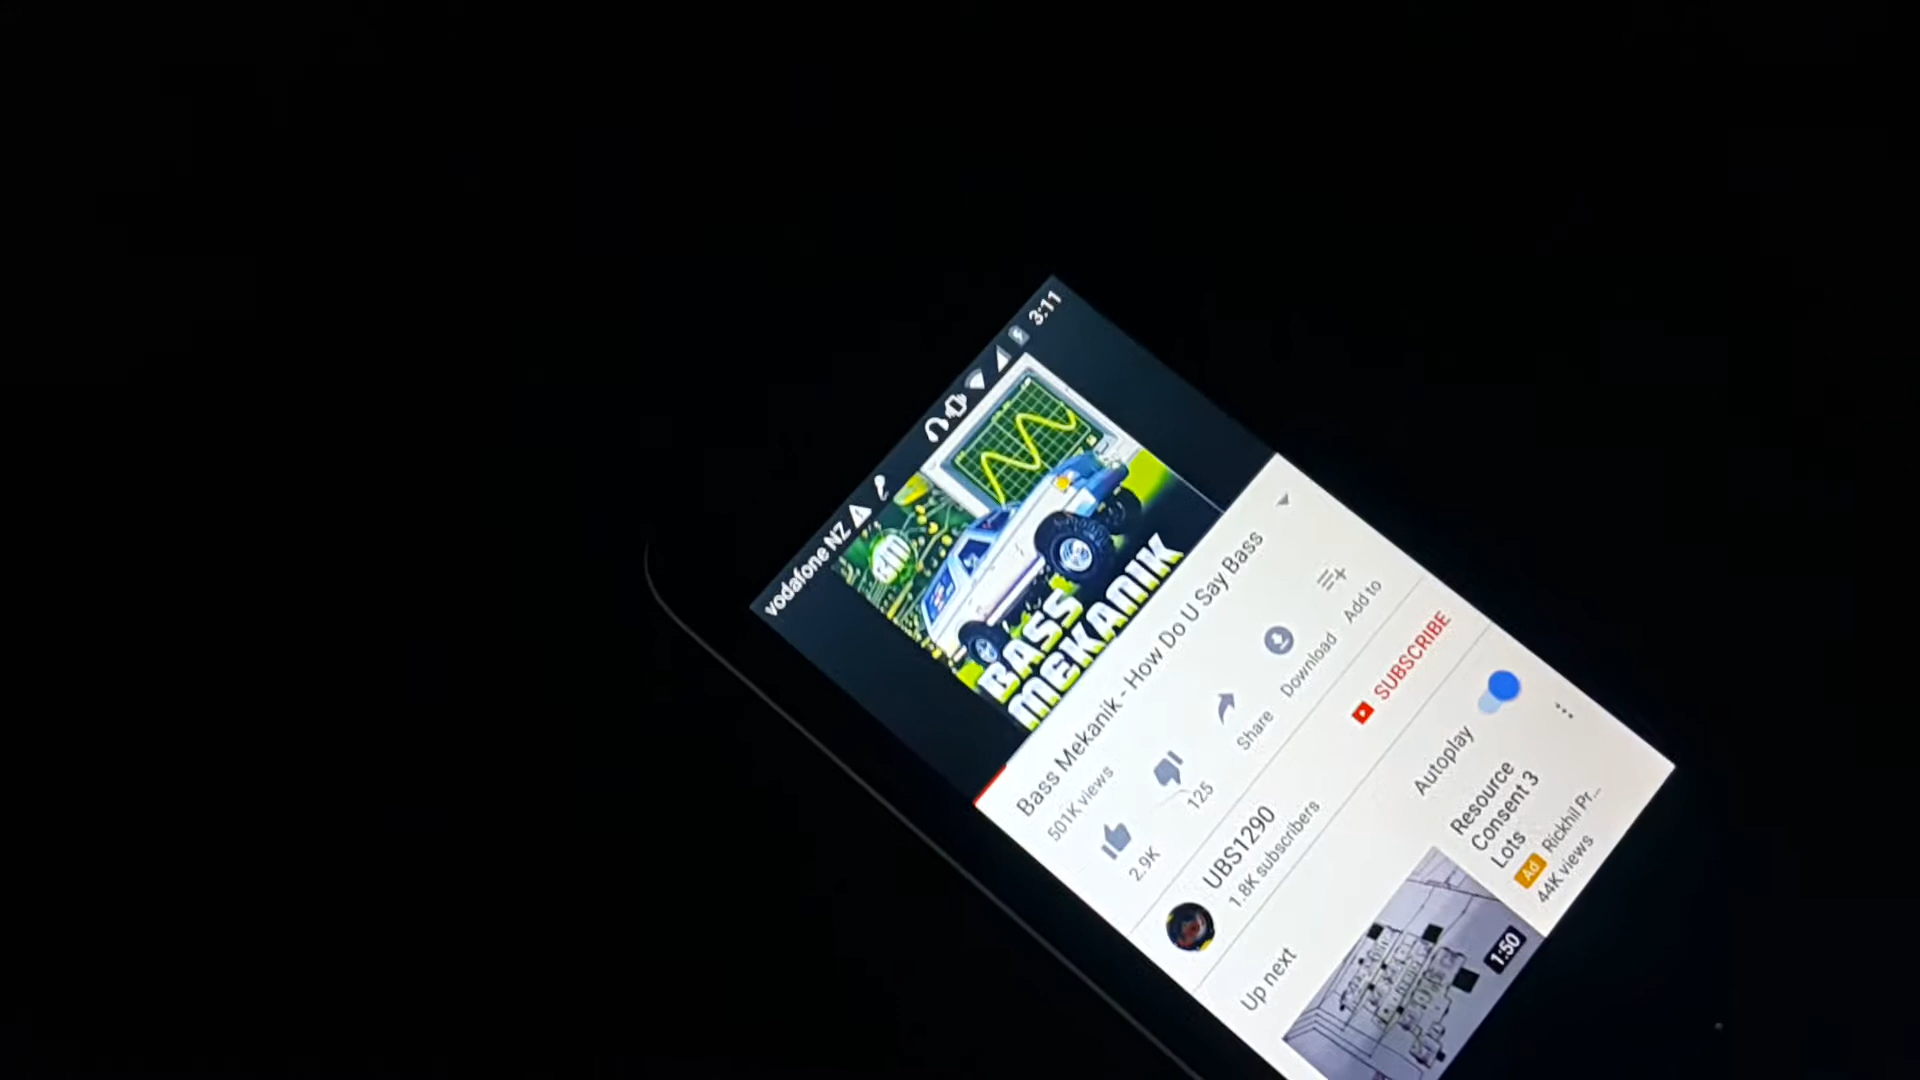 vodafone NZ 3:11
BM
BASS
MEKANIK
Bass Mekanik - How Do U Say Bass
501K views
2.9K 125 Share Download Add to
UBS1290
1.8K subscribers
SUBSCRIBE
Up next Autoplay
1:50
Resource
Consent 3
Lots
Ad Rickhil Pr...
44K views